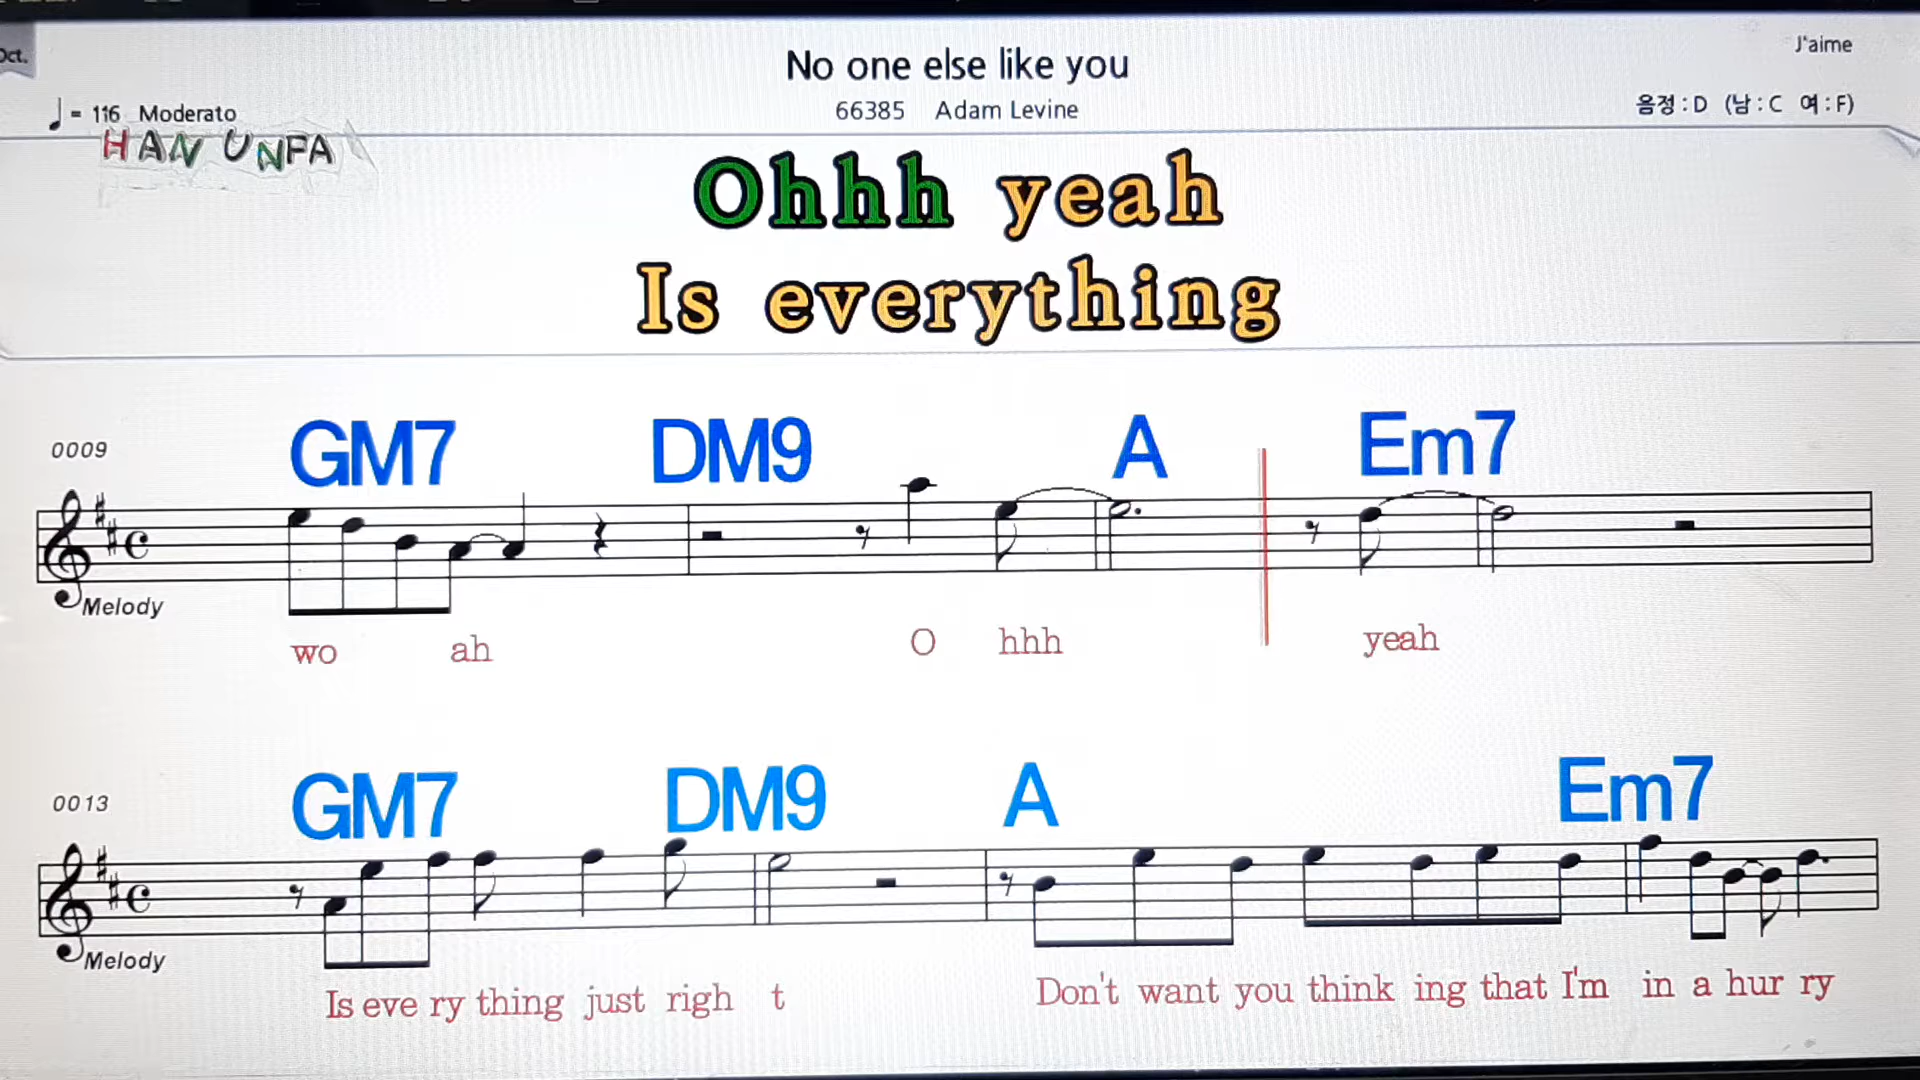 Oct.
No one else like you
J'aime
♩ = 116 Moderato
66385 Adam Levine
음정 : D (남 : C 여 : F)
HAN UNFA
Ohhh yeah
Is everything
0009
GM7 DM9 A Em7
Melody
wo ah O hhh yeah
0013
GM7 DM9 A Em7
Melody
Is eve ry thing just righ t Don't want you think ing that I'm in a hur ry